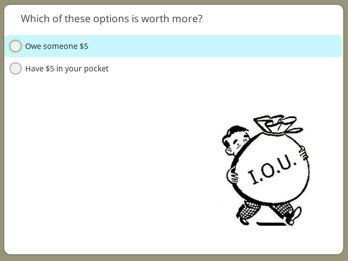 Which of these options is worth more?
Owe someone $5
Have $5 in your pocket
I.O.U.